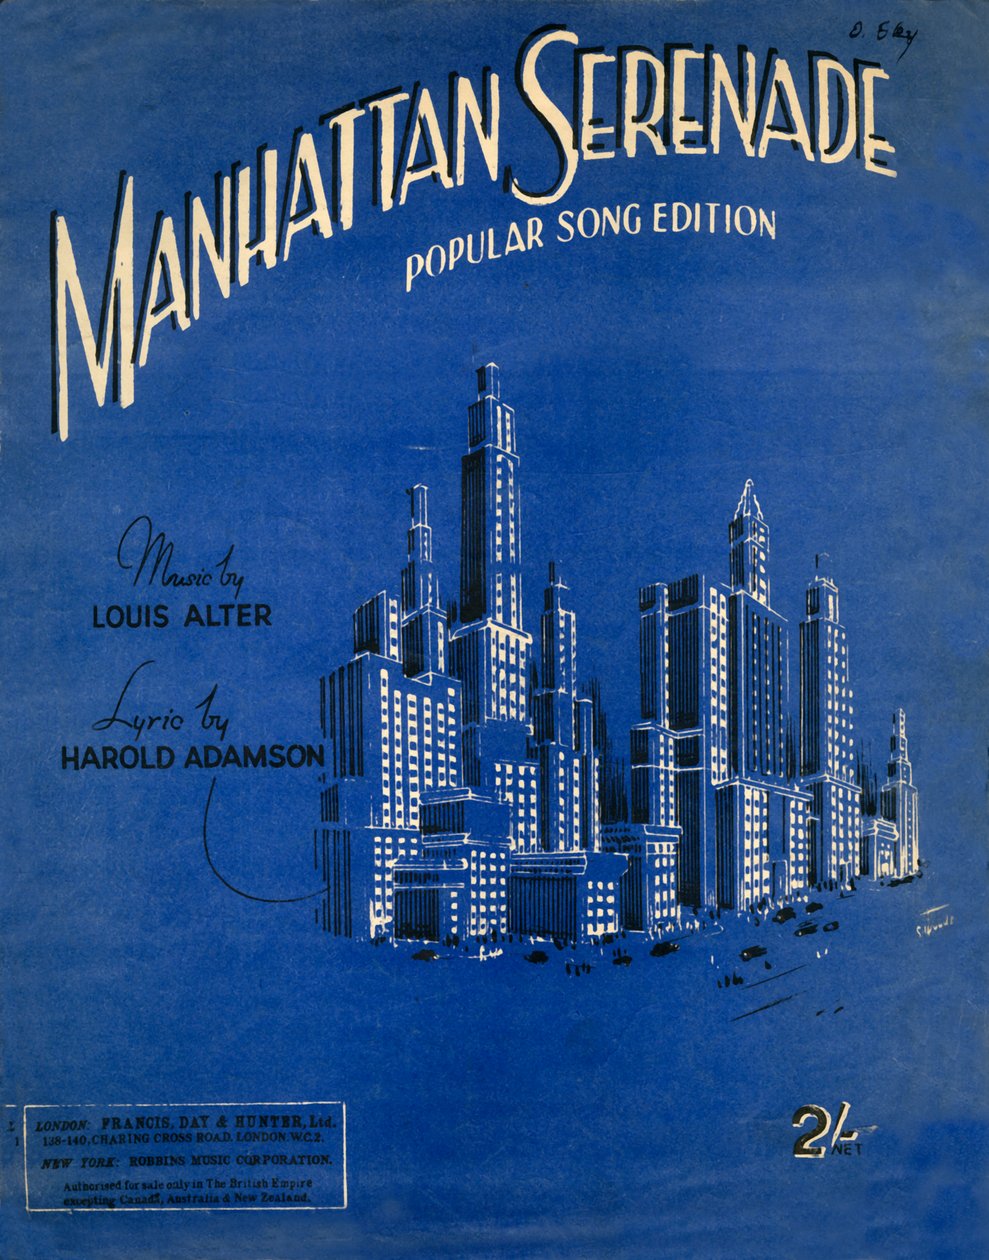 MANHATTAN SERENADE
POPULAR SONG EDITION
Music by
LOUIS ALTER
Lyric by
HAROLD ADAMSON
LONDON: FRANCIS, DAY & HUNTER, Ltd.
138-140, CHARING CROSS ROAD. LONDON. W.C.2.
NEW YORK: ROBBINS MUSIC CORPORATION.
Authorised for sale only in The British Empire
excepting Canada, Australia & New Zealand.
2/- NET